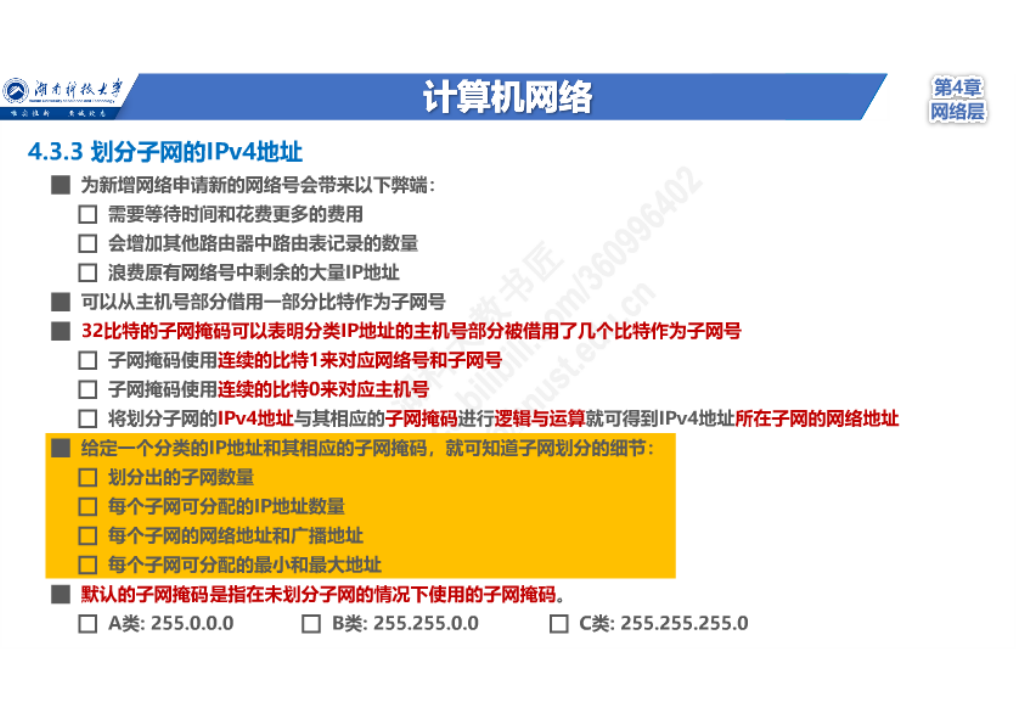 湖南科技大学
计算机网络
第4章
网络层
4.3.3 划分子网的IPv4地址
为新增网络申请新的网络号会带来以下弊端：
需要等待时间和花费更多的费用
会增加其他路由器中路由表记录的数量
浪费原有网络号中剩余的大量IP地址
可以从主机号部分借用一部分比特作为子网号
32比特的子网掩码可以表明分类IP地址的主机号部分被借用了几个比特作为子网号
子网掩码使用连续的比特1来对应网络号和子网号
子网掩码使用连续的比特0来对应主机号
将划分子网的IPv4地址与其相应的子网掩码进行逻辑与运算就可得到IPv4地址所在子网的网络地址
给定一个分类的IP地址和其相应的子网掩码，就可知道子网划分的细节：
划分出的子网数量
每个子网可分配的IP地址数量
每个子网的网络地址和广播地址
每个子网可分配的最小和最大地址
默认的子网掩码是指在未划分子网的情况下使用的子网掩码。
A类: 255.0.0.0 B类: 255.255.0.0 C类: 255.255.255.0